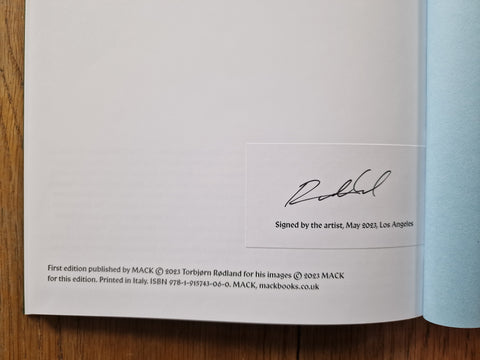 Signed by the artist, May 2023, Los Angeles
First edition published by MACK © 2023 Torbjørn Rødland for his images © 2023 MACK
for this edition. Printed in Italy. ISBN 978-1-915743-06-0. MACK, mackbooks.co.uk